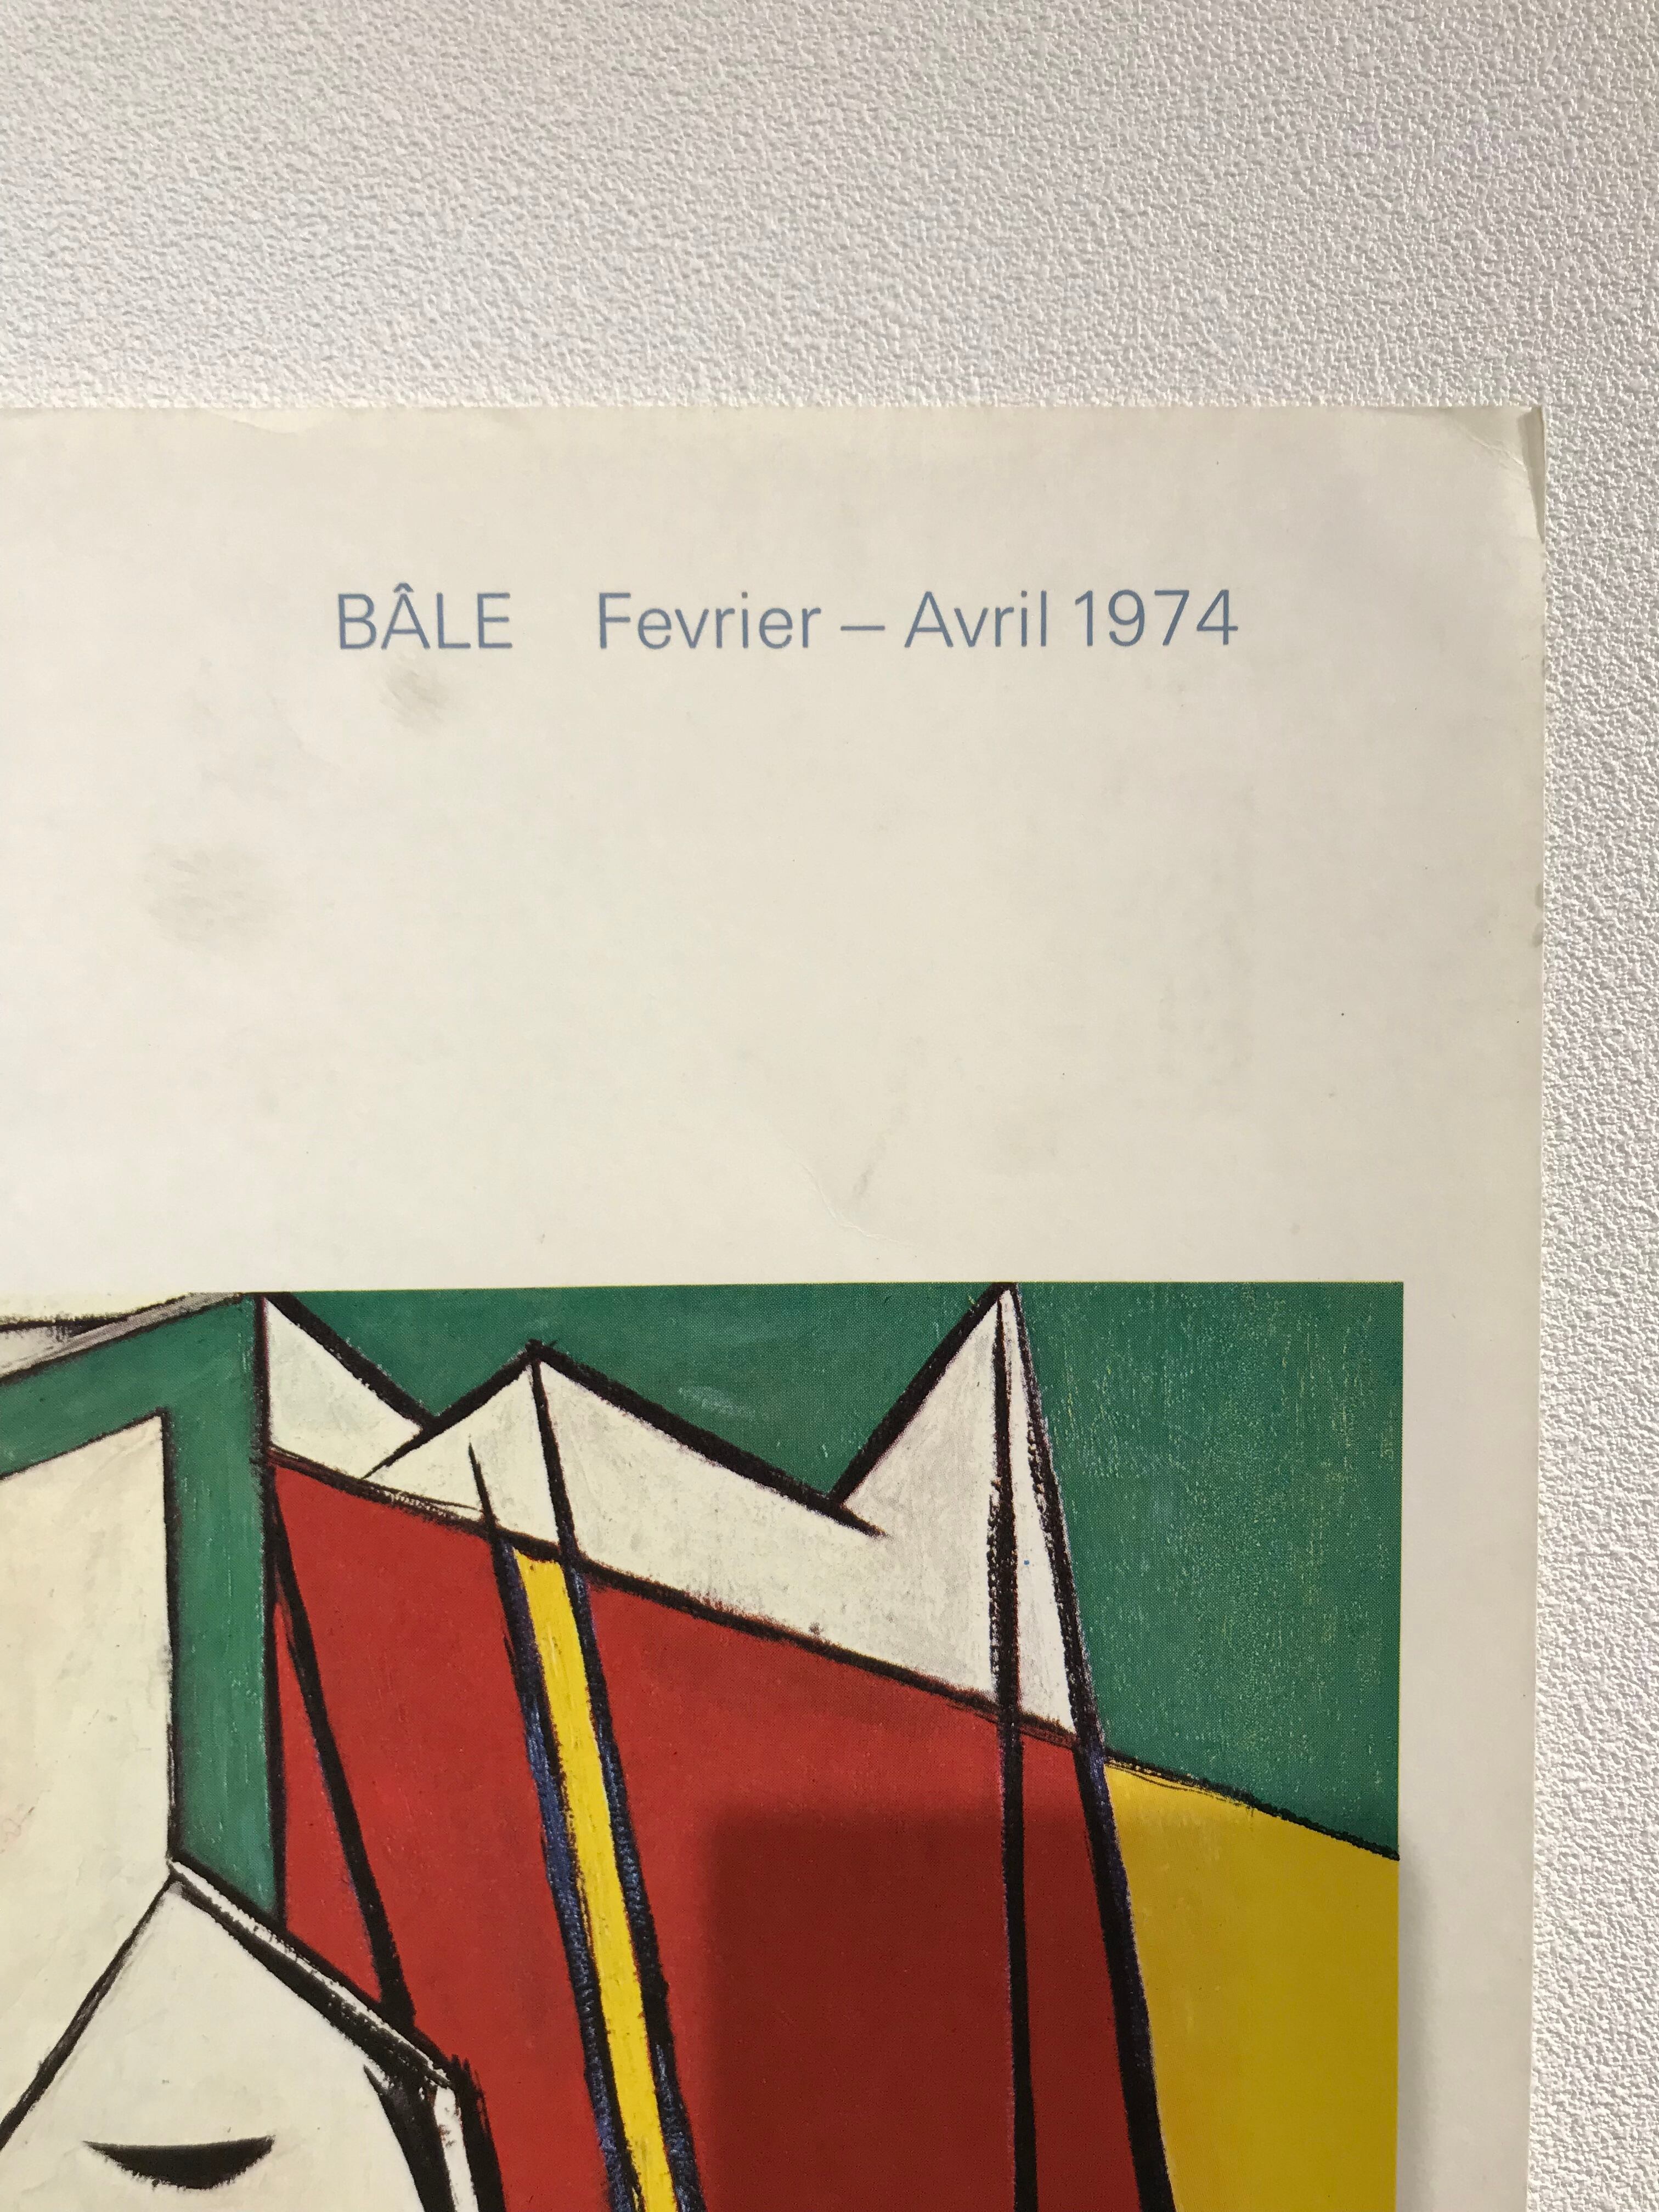 BÂLE Fevrier – Avril 1974